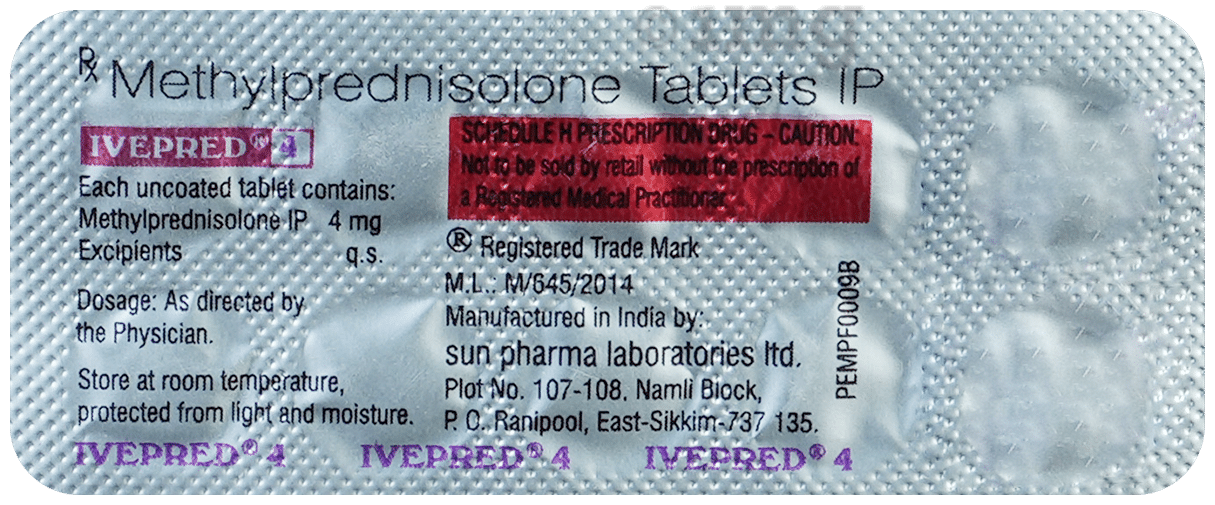 Rx Methylprednisolone Tablets IP
IVEPRED® 4
Each uncoated tablet contains:
Methylprednisolone IP 4 mg
Excipients q.s.
Dosage: As directed by
the Physician.
Store at room temperature,
protected from light and moisture.
SCHEDULE H PRESCRIPTION DRUG – CAUTION.
Not to be sold by retail without the prescription of
a Registered Medical Practitioner.
® Registered Trade Mark
M.L.: M/645/2014
Manufactured in India by:
sun pharma laboratories ltd.
Plot No. 107-108, Namli Block,
P. O. Ranipool, East-Sikkim-737 135.
PEMPF0009B
IVEPRED® 4 IVEPRED® 4 IVEPRED® 4